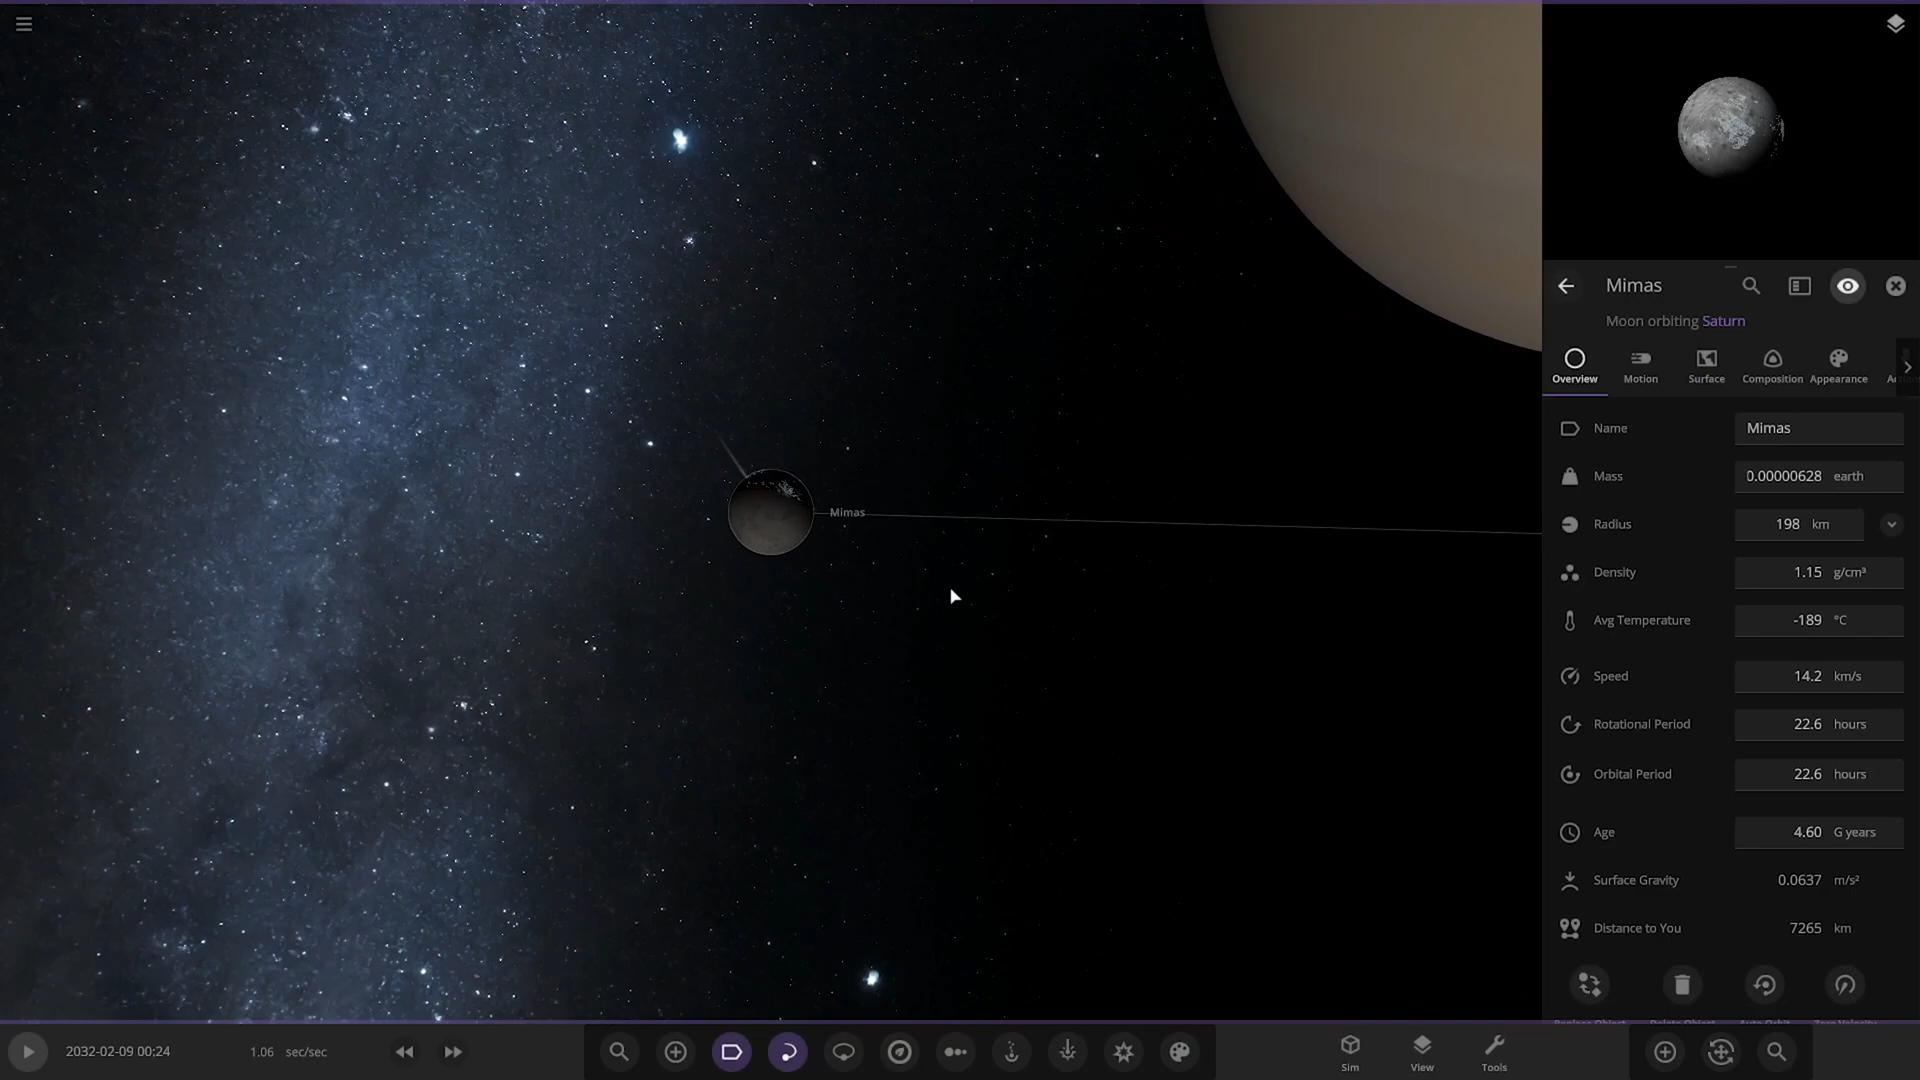 Mimas
Moon orbiting Saturn
Overview Motion Surface Composition Appearance
Name Mimas
Mass 0.00000628 earth
Radius 198 km
Mimas
Density 1.15 g/cm³
Avg Temperature -189 °C
Speed 14.2 km/s
Rotational Period 22.6 hours
Orbital Period 22.6 hours
Age 4.60 G years
Surface Gravity 0.0637 m/s²
Distance to You 7265 km
2032-02-09 00:24 1.06 sec/sec
Sim View Tools